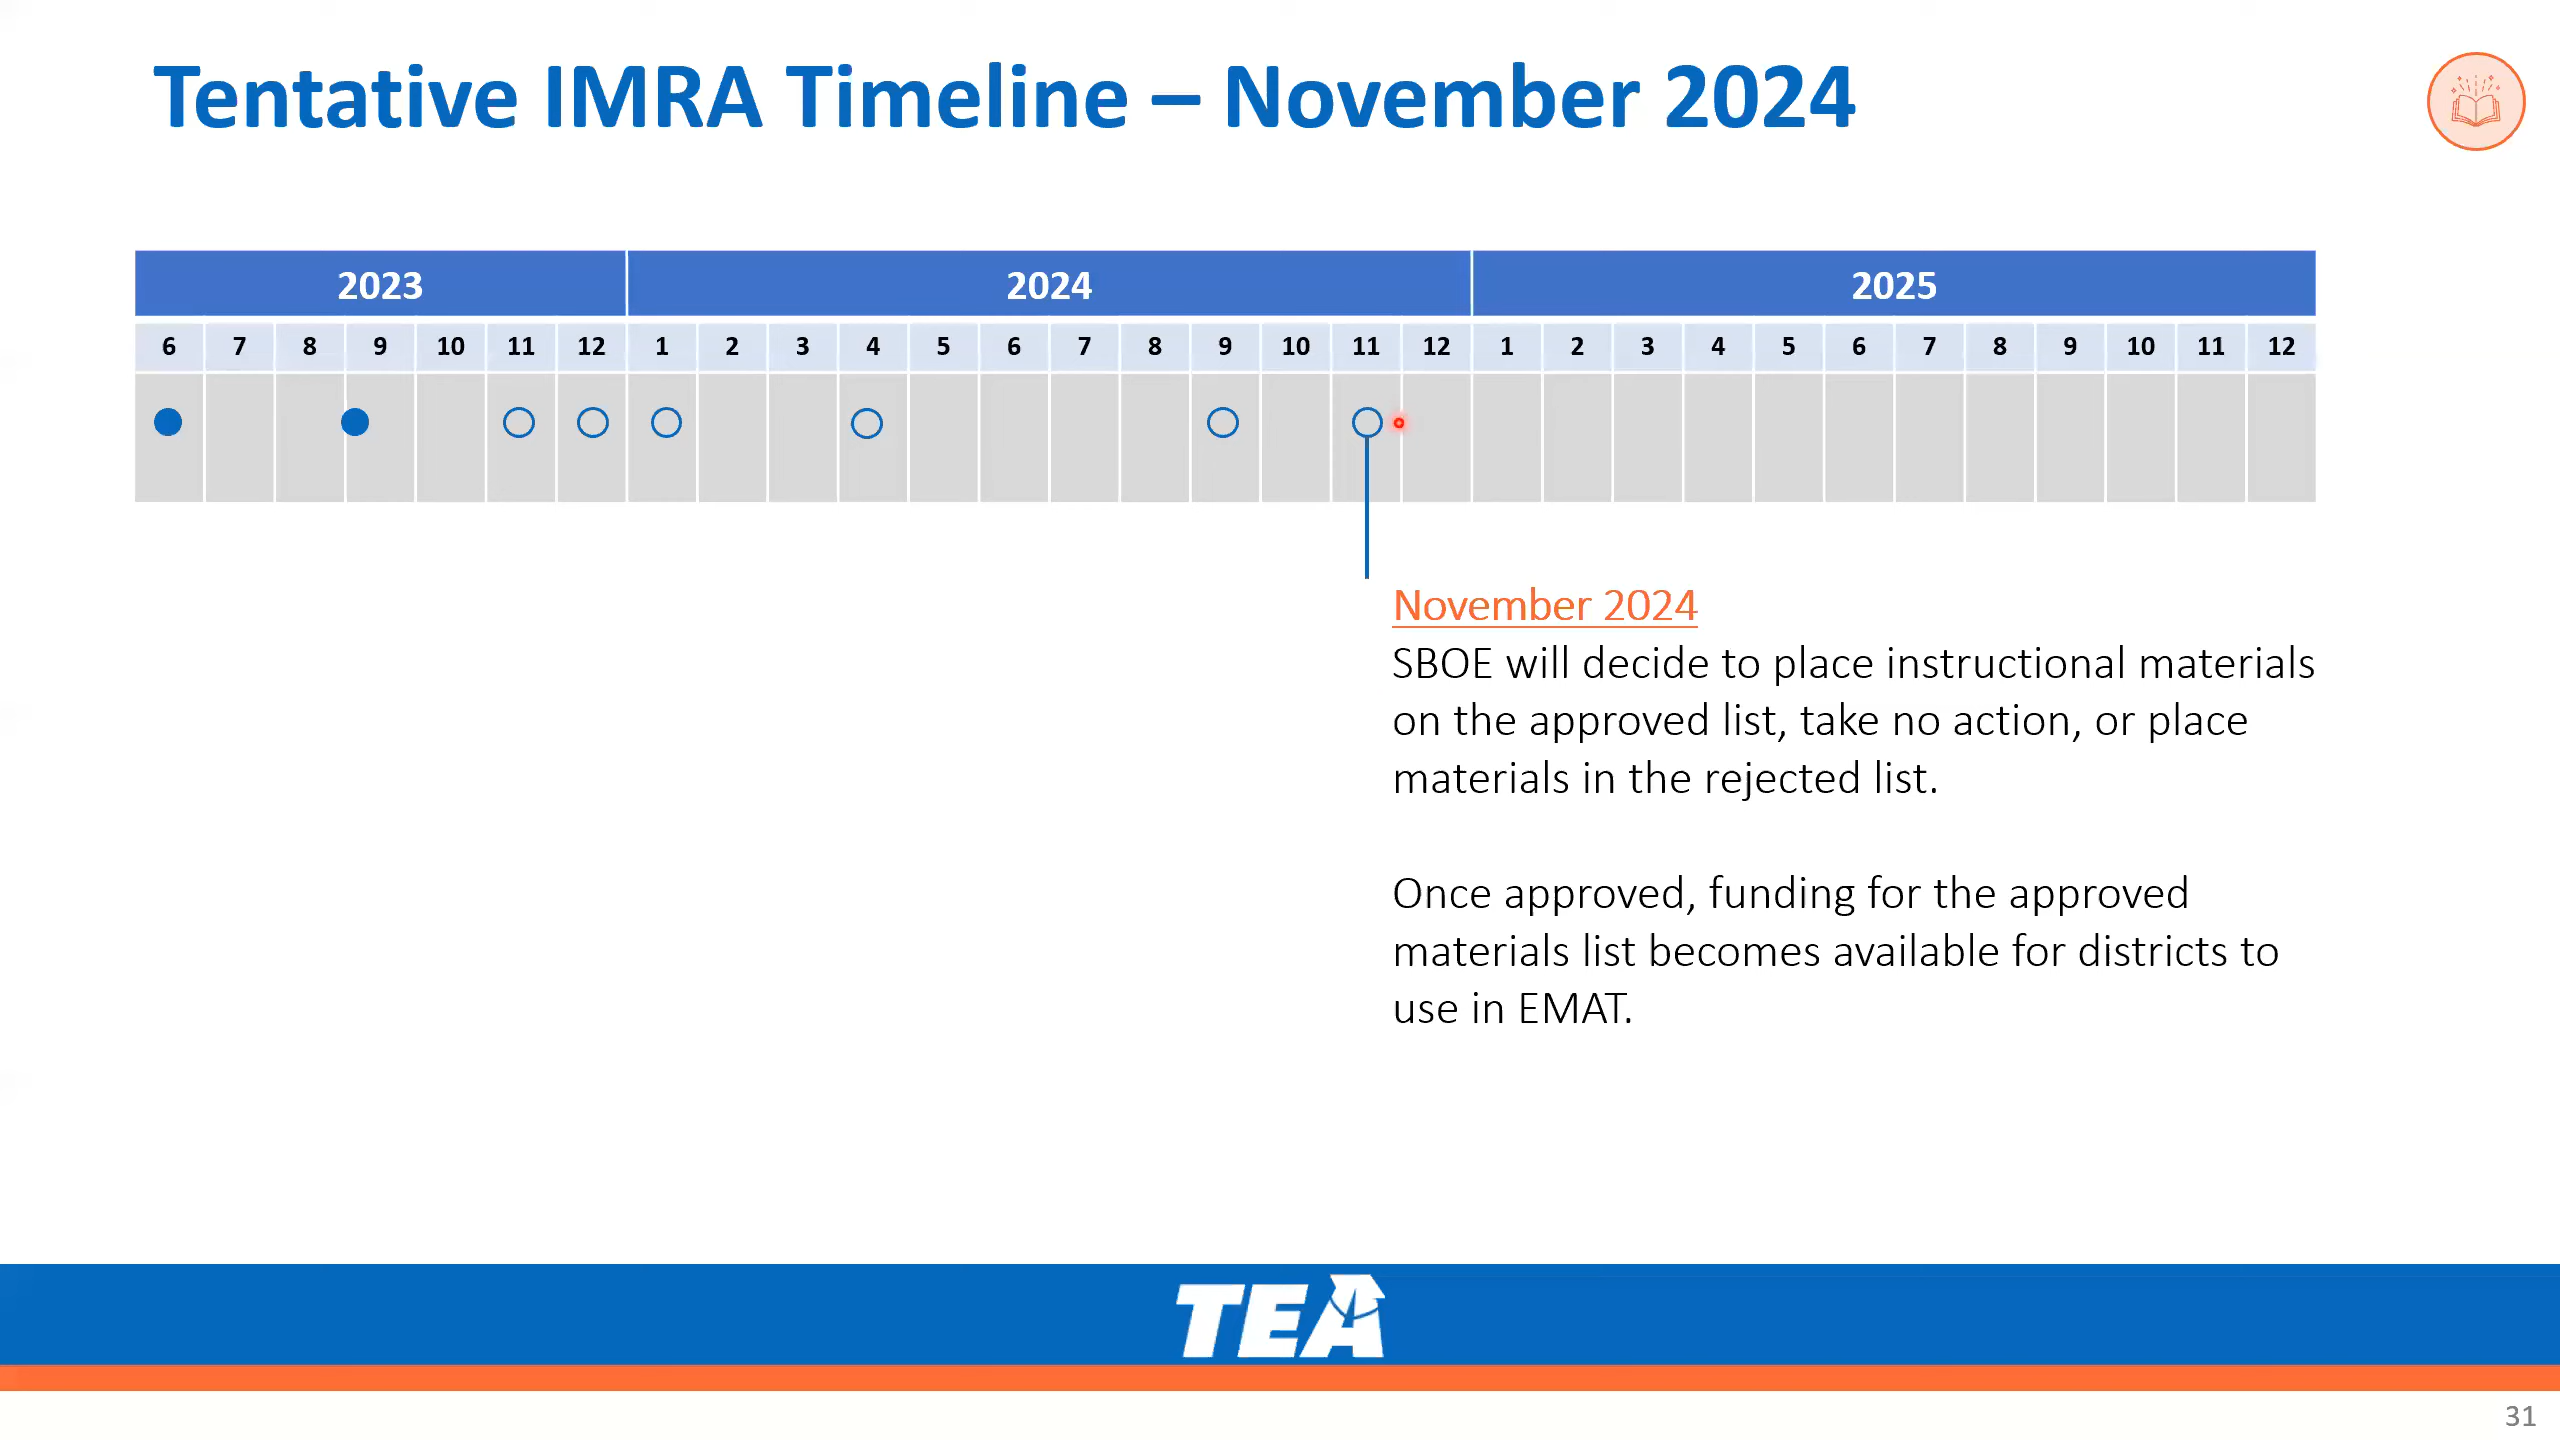 Tentative IMRA Timeline – November 2024
2023 2024 2025
6 7 8 9 10 11 12 1 2 3 4 5 6 7 8 9 10 11 12 1 2 3 4 5 6 7 8 9 10 11 12
November 2024
SBOE will decide to place instructional materials
on the approved list, take no action, or place
materials in the rejected list.
Once approved, funding for the approved
materials list becomes available for districts to
use in EMAT.
TEA
31